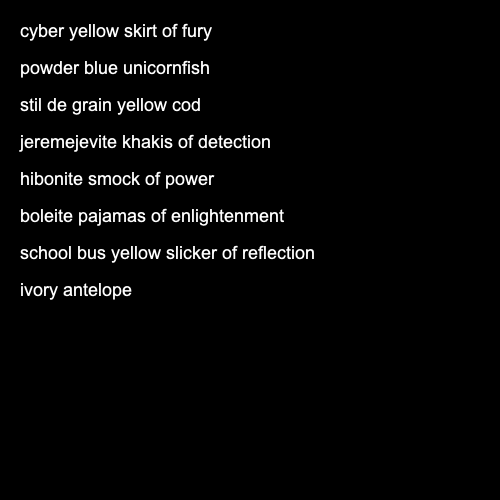 cyber yellow skirt of fury
powder blue unicornfish
stil de grain yellow cod
jeremejevite khakis of detection
hibonite smock of power
boleite pajamas of enlightenment
school bus yellow slicker of reflection
ivory antelope